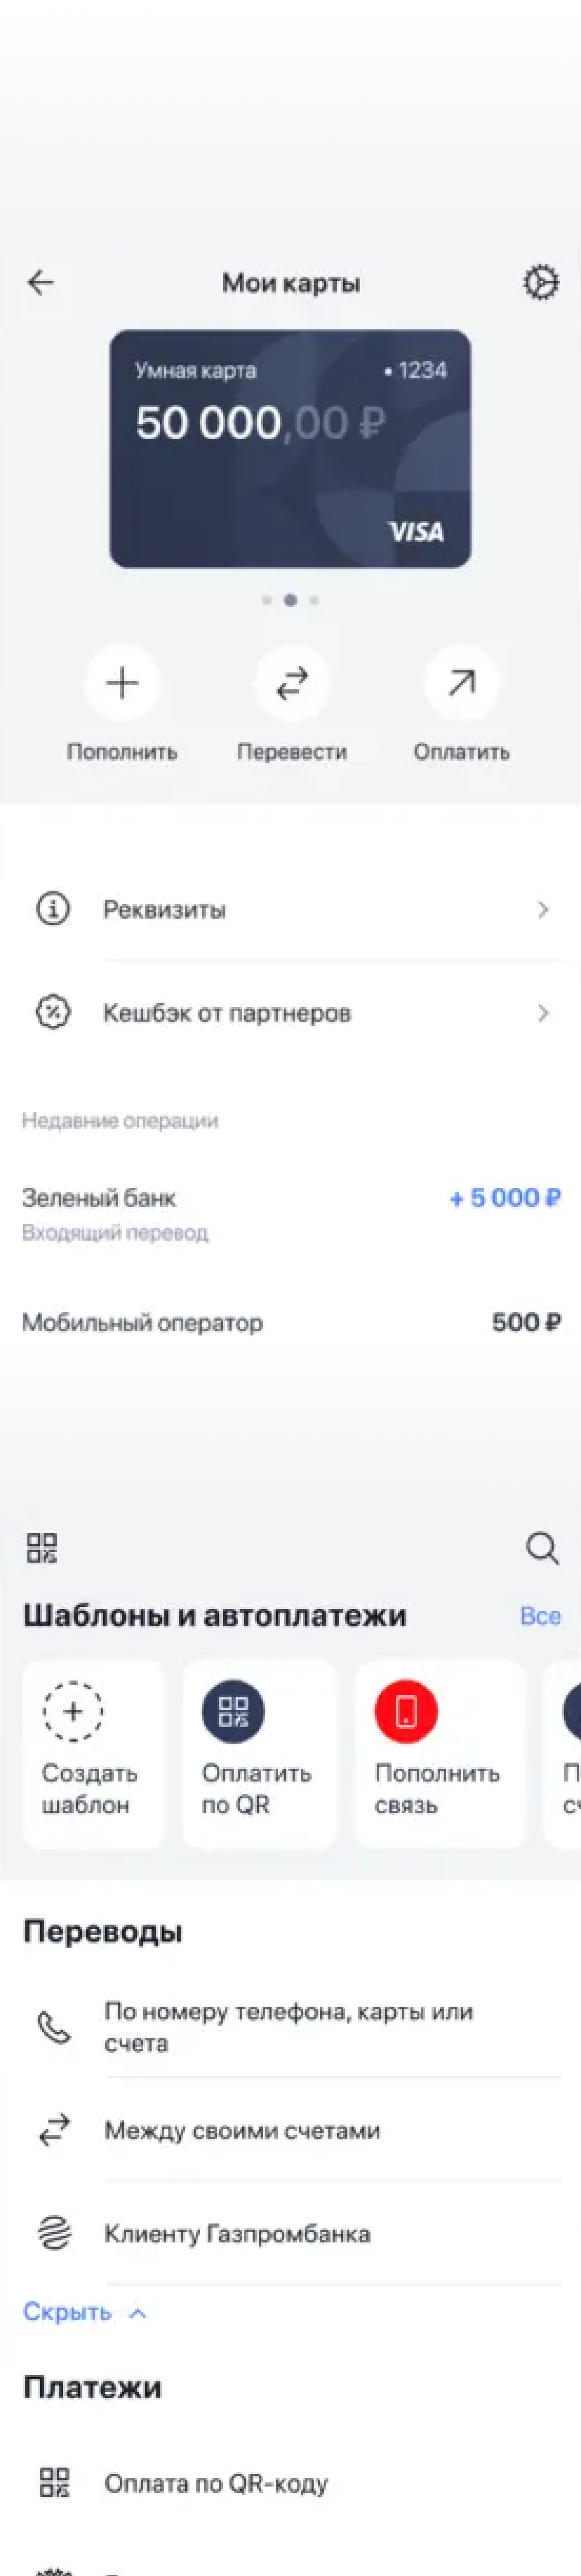 Мои карты
Умная карта • 1234
50 000,00 ₽
VISA
Пополнить Перевести Оплатить
Реквизиты
Кешбэк от партнеров
Недавние операции
Зеленый банк + 5 000 ₽
Входящий перевод
Мобильный оператор 500 ₽
Шаблоны и автоплатежи Все
Создать шаблон
Оплатить по QR
Пополнить связь
Переводы
По номеру телефона, карты или
счета
Между своими счетами
Клиенту Газпромбанка
Скрыть
Платежи
Оплата по QR-коду